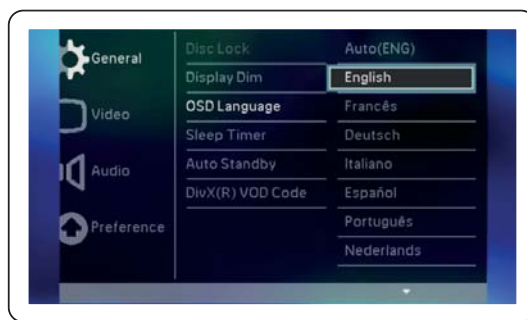 General
Video
Audio
Preference
Disc Lock
Display Dim
OSD Language
Sleep Timer
Auto Standby
DivX(R) VOD Code
Auto(ENG)
English
Francês
Deutsch
Italiano
Español
Português
Nederlands